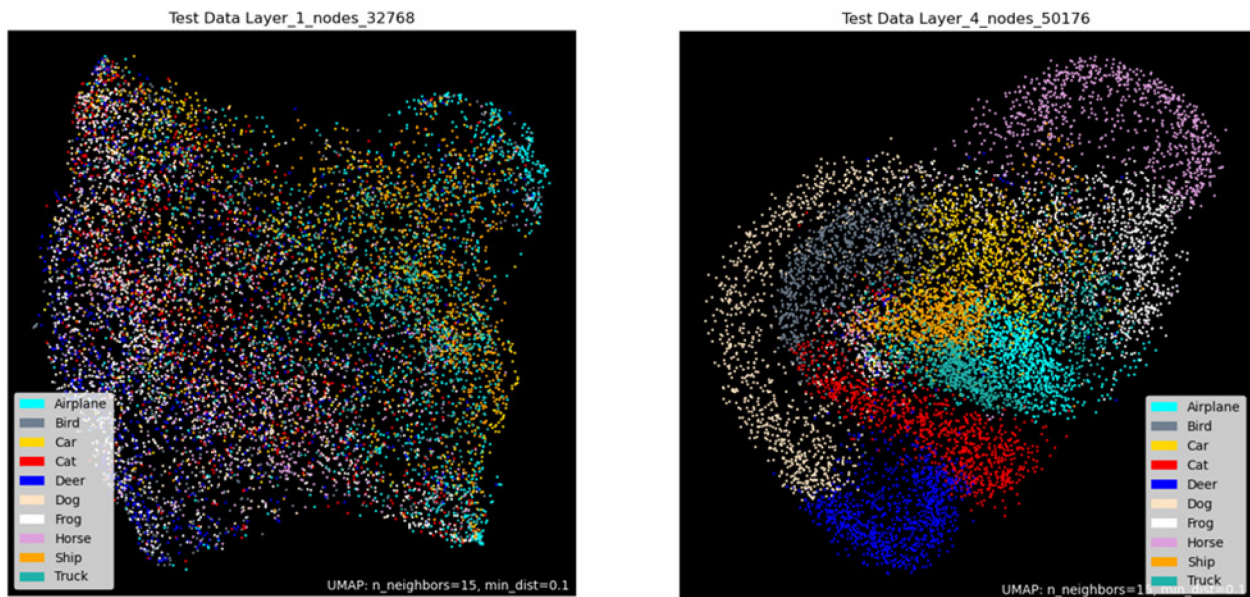 Test Data Layer_1_nodes_32768
Airplane
Bird
Car
Cat
Deer
Dog
Frog
Horse
Ship
Truck
UMAP: n_neighbors=15, min_dist=0.1
Test Data Layer_4_nodes_50176
Airplane
Bird
Car
Cat
Deer
Dog
Frog
Horse
Ship
Truck
UMAP: n_neighbors=15, min_dist=0.1